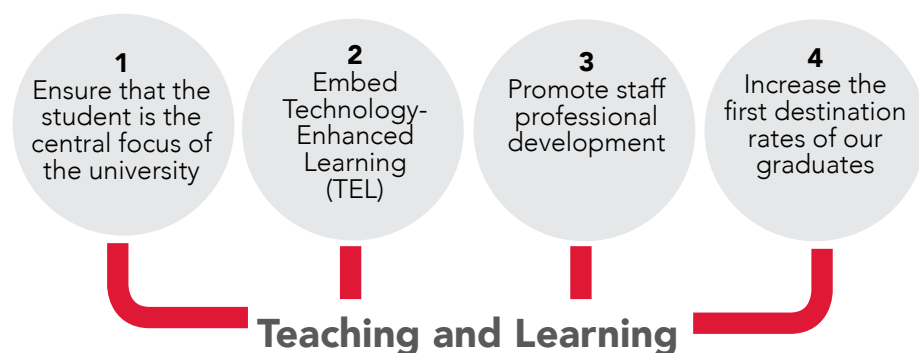 1
Ensure that the
student is the
central focus of
the university
2
Embed
Technology-
Enhanced
Learning
(TEL)
3
Promote staff
professional
development
4
Increase the
first destination
rates of our
graduates
Teaching and Learning